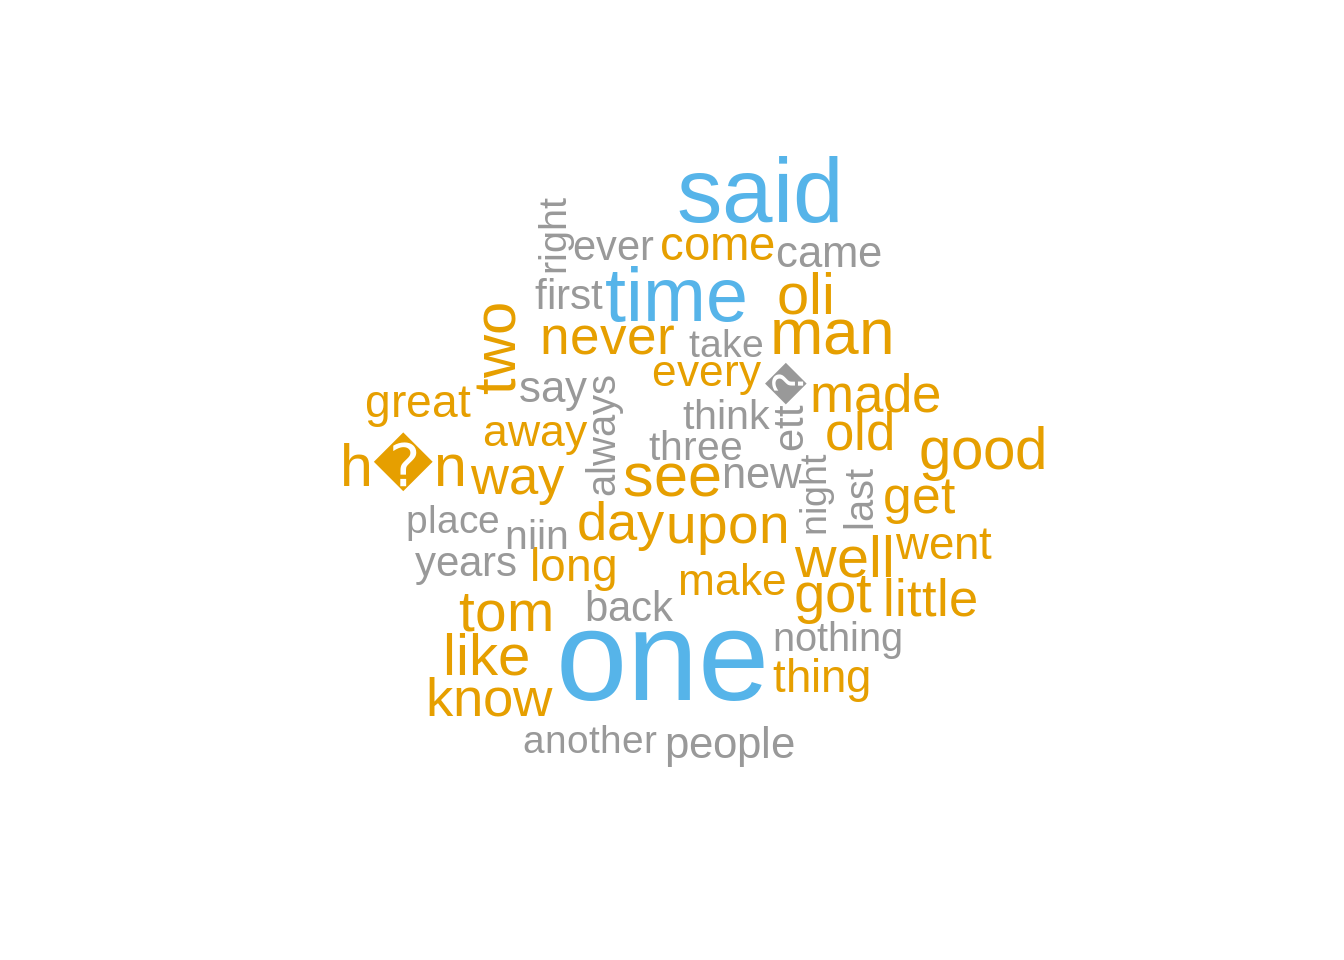 said
right
ever
come
came
first
time
oli
two
never
take
man
every
great
say
always
ett�
made
think
away
three
old
h�n
way
see
new
good
night
last
get
place
niin
day
upon
went
years
long
make
well
tom
back
got
little
like
one
nothing
know
thing
another
people